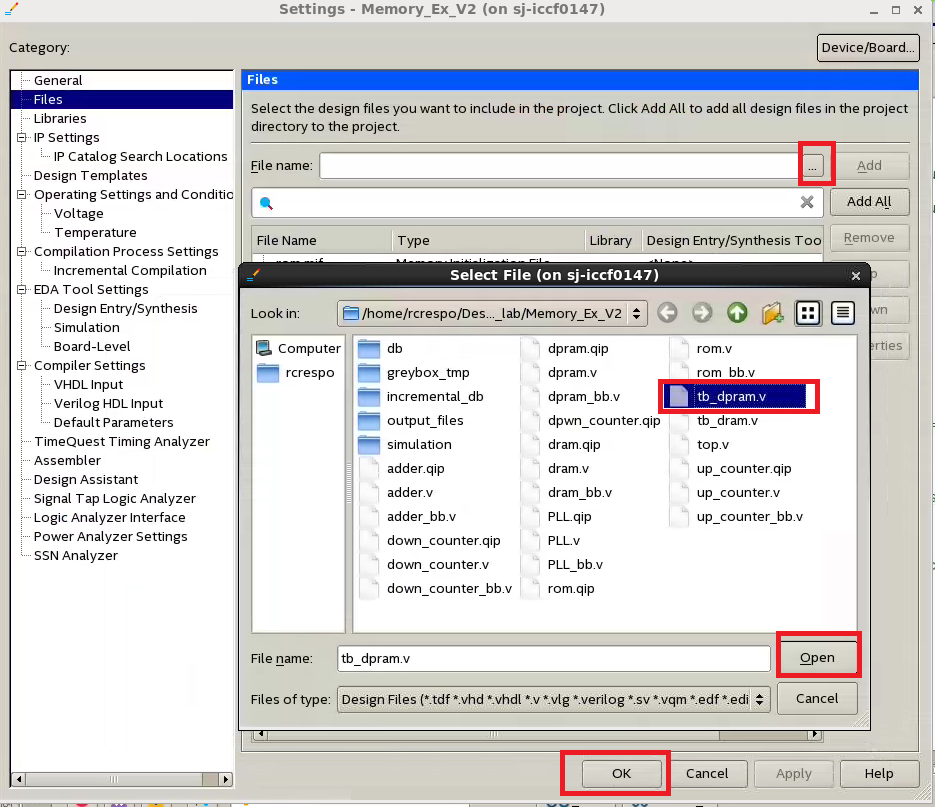 Settings - Memory_Ex_V2 (on sj-iccf0147)
Category:
Device/Board...
General
Files
Libraries
IP Settings
IP Catalog Search Locations
Design Templates
Operating Settings and Conditio
Voltage
Temperature
Compilation Process Settings
Incremental Compilation
EDA Tool Settings
Design Entry/Synthesis
Simulation
Board-Level
Compiler Settings
VHDL Input
Verilog HDL Input
Default Parameters
TimeQuest Timing Analyzer
Assembler
Design Assistant
Signal Tap Logic Analyzer
Logic Analyzer Interface
Power Analyzer Settings
SSN Analyzer
Files
Select the design files you want to include in the project. Click Add All to add all design files in the project
directory to the project.
File name:
...
Add
Add All
File Name Type Library Design Entry/Synthesis Too
Remove
rom.mif Memory Initialization File <None>
Select File (on sj-iccf0147)
Look in:
/home/rcrespo/Des..._lab/Memory_Ex_V2
Computer
rcrespo
db
greybox_tmp
incremental_db
output_files
simulation
adder.qip
adder.v
adder_bb.v
down_counter.qip
down_counter.v
down_counter_bb.v
dpram.qip
dpram.v
dpram_bb.v
dpwn_counter.qip
dram.qip
dram.v
dram_bb.v
PLL.qip
PLL.v
PLL_bb.v
rom.qip
rom.v
rom_bb.v
tb_dpram.v
tb_dram.v
top.v
up_counter.qip
up_counter.v
up_counter_bb.v
File name:
tb_dpram.v
Open
Files of type:
Design Files (*.tdf *.vhd *.vhdl *.v *.vlg *.verilog *.sv *.vqm *.edf *.edi
Cancel
OK
Cancel
Apply
Help